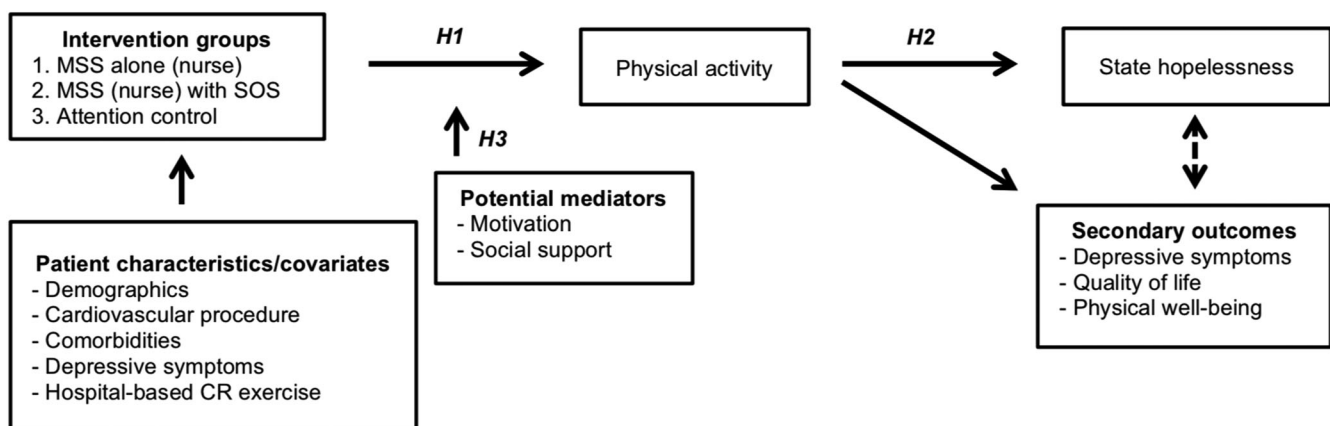 Intervention groups
1. MSS alone (nurse)
2. MSS (nurse) with SOS
3. Attention control
H1
Physical activity
H2
State hopelessness
H3
Potential mediators
- Motivation
- Social support
Patient characteristics/covariates
- Demographics
- Cardiovascular procedure
- Comorbidities
- Depressive symptoms
- Hospital-based CR exercise
Secondary outcomes
- Depressive symptoms
- Quality of life
- Physical well-being